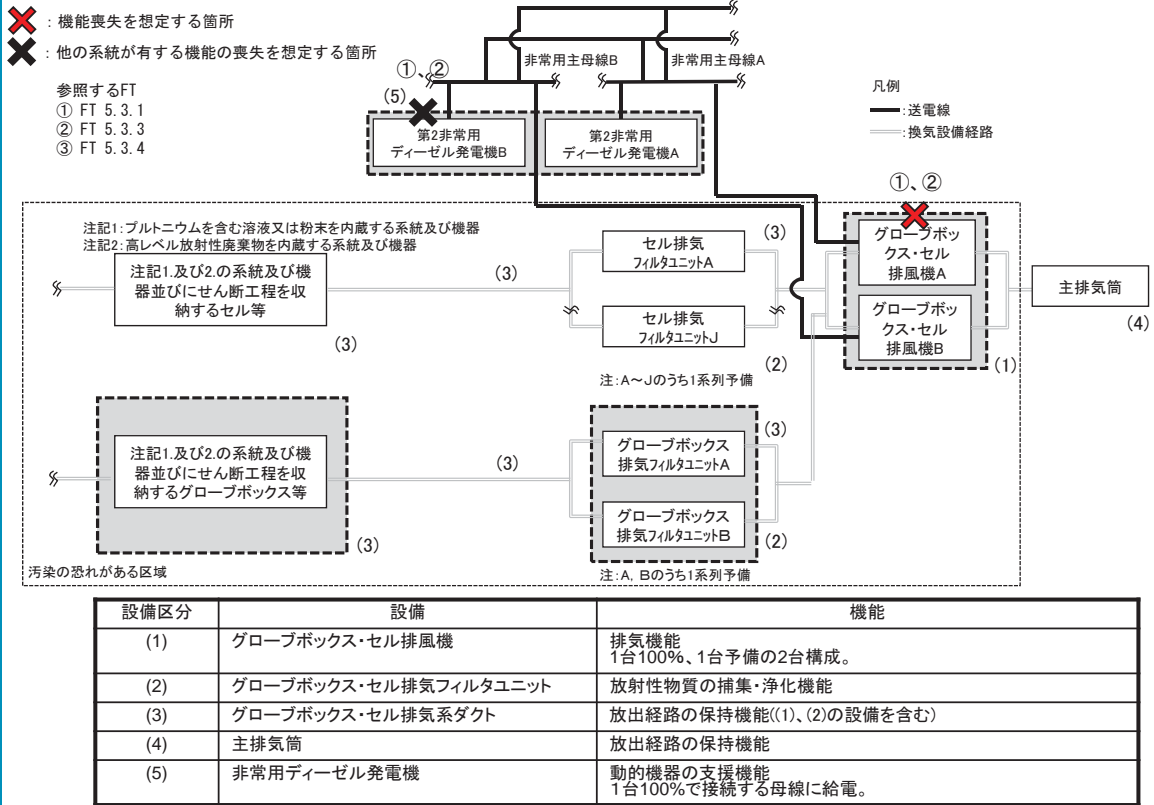 ：機能喪失を想定する箇所
：他の系統が有する機能の喪失を想定する箇所
参照するFT
① FT 5.3.1
② FT 5.3.3
③ FT 5.3.4
①、②
(5)
非常用主母線B
非常用主母線A
第2非常用
ディーゼル発電機B
第2非常用
ディーゼル発電機A
凡例
：送電線
：換気設備経路
①、②
注記1：プルトニウムを含む溶液又は粉末を内蔵する系統及び機器
注記2：高レベル放射性廃棄物を内蔵する系統及び機器
注記1.及び2.の系統及び機
器並びにせん断工程を収
納するセル等
(3)
(3)
セル排気
フィルタユニットA
(3)
セル排気
フィルタユニットJ
(2)
注：A～Jのうち1系列予備
グローブボッ
クス・セル
排風機A
グローブボッ
クス・セル
排風機B
(1)
主排気筒
(4)
注記1.及び2.の系統及び機
器並びにせん断工程を収
納するグローブボックス等
(3)
(3)
グローブボックス
排気フィルタユニットA
(3)
グローブボックス
排気フィルタユニットB
(2)
注：A, Bのうち1系列予備
汚染の恐れがある区域
設備区分 設備 機能
(1) グローブボックス・セル排風機 排気機能
1台100%、1台予備の2台構成。
(2) グローブボックス・セル排気フィルタユニット 放射性物質の捕集・浄化機能
(3) グローブボックス・セル排気系ダクト 放出経路の保持機能((1)、(2)の設備を含む)
(4) 主排気筒 放出経路の保持機能
(5) 非常用ディーゼル発電機 動的機器の支援機能
1台100%で接続する母線に給電。